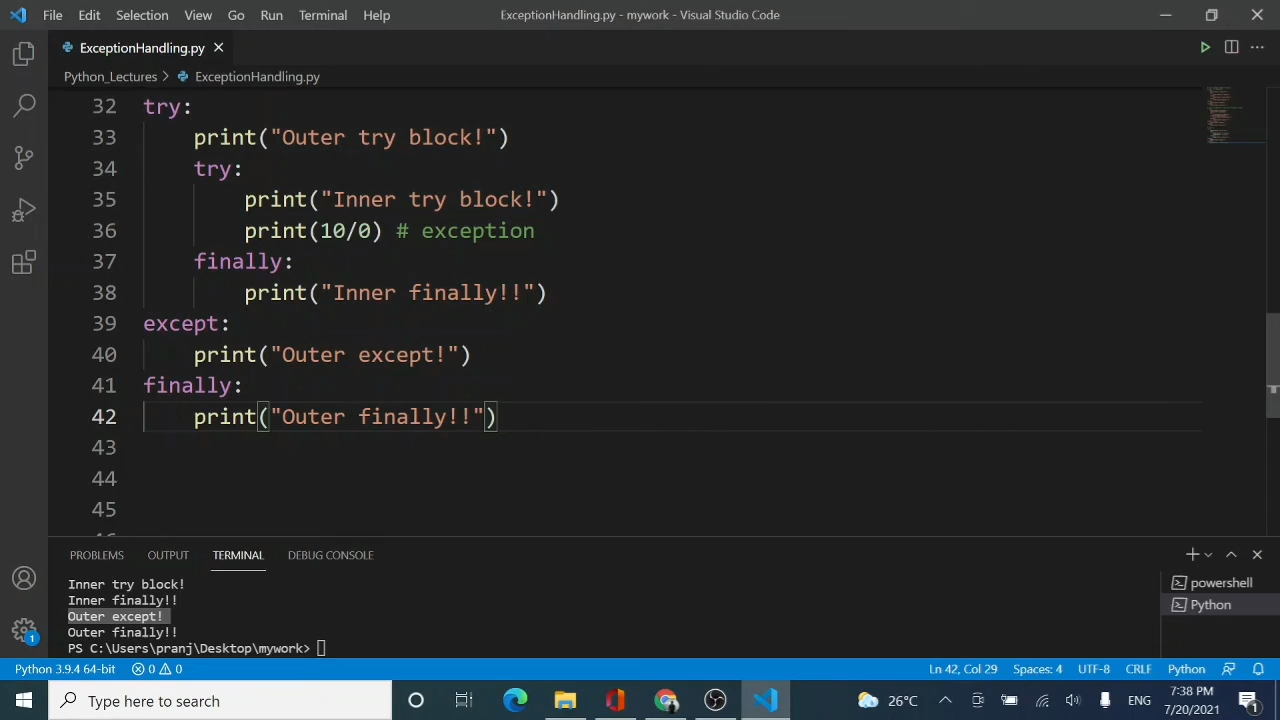 File Edit Selection View Go Run Terminal Help ExceptionHandling.py - mywork - Visual Studio Code
ExceptionHandling.py
Python_Lectures > ExceptionHandling.py
32 try:
33 print("Outer try block!")
34 try:
35 print("Inner try block!")
36 print(10/0) # exception
37 finally:
38 print("Inner finally!!")
39 except:
40 print("Outer except!")
41 finally:
42 print("Outer finally!!")
43
44
45
PROBLEMS OUTPUT TERMINAL DEBUG CONSOLE
Inner try block!
Inner finally!!
Outer except!
Outer finally!!
PS C:\Users\pranj\Desktop\mywork>
powershell
Python
1
Python 3.9.4 64-bit 0 0 Ln 42, Col 29 Spaces: 4 UTF-8 CRLF Python
Type here to search 26°C ENG 7:38 PM
7/20/2021
1